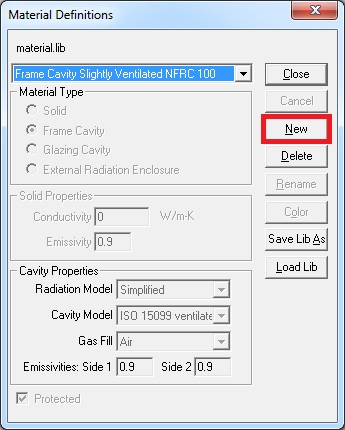 Material Definitions
material.lib
Frame Cavity Slightly Ventilated NFRC 100
Close
Material Type
Solid
Cancel
Frame Cavity
New
Glazing Cavity
Delete
External Radiation Enclosure
Rename
Solid Properties
Conductivity 0 W/m-K
Color
Emissivity 0.9
Save Lib As
Cavity Properties
Load Lib
Radiation Model Simplified
Cavity Model ISO 15099 ventilate
Gas Fill Air
Emissivities: Side 1 0.9 Side 2 0.9
Protected